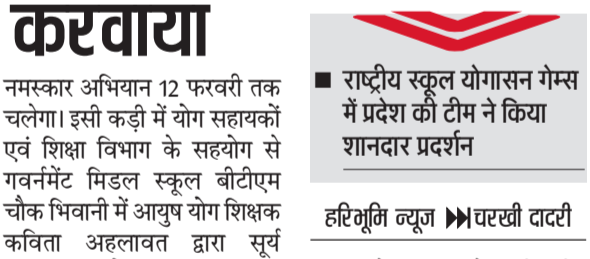 करवाया
नमस्कार अभियान 12 फरवरी तक
चलेगा। इसी कड़ी में योग सहायकों
एवं शिक्षा विभाग के सहयोग से
गवर्नमेंट मिडल स्कूल बीटीएम
चौक भिवानी में आयुष योग शिक्षक
कविता अहलावत द्वारा सूर्य
राष्ट्रीय स्कूल योगासन गेम्स
में प्रदेश की टीम ने किया
शानदार प्रदर्शन
हरिभूमि न्यूज ▶▶| चरखी दादरी